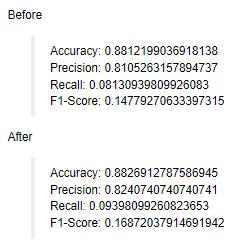 Before
Accuracy: 0.8812199036918138
Precision: 0.8105263157894737
Recall: 0.08130939809926083
F1-Score: 0.14779270633397315
After
Accuracy: 0.8826912787586945
Precision: 0.8240740740740741
Recall: 0.09398099260823653
F1-Score: 0.16872037914691942